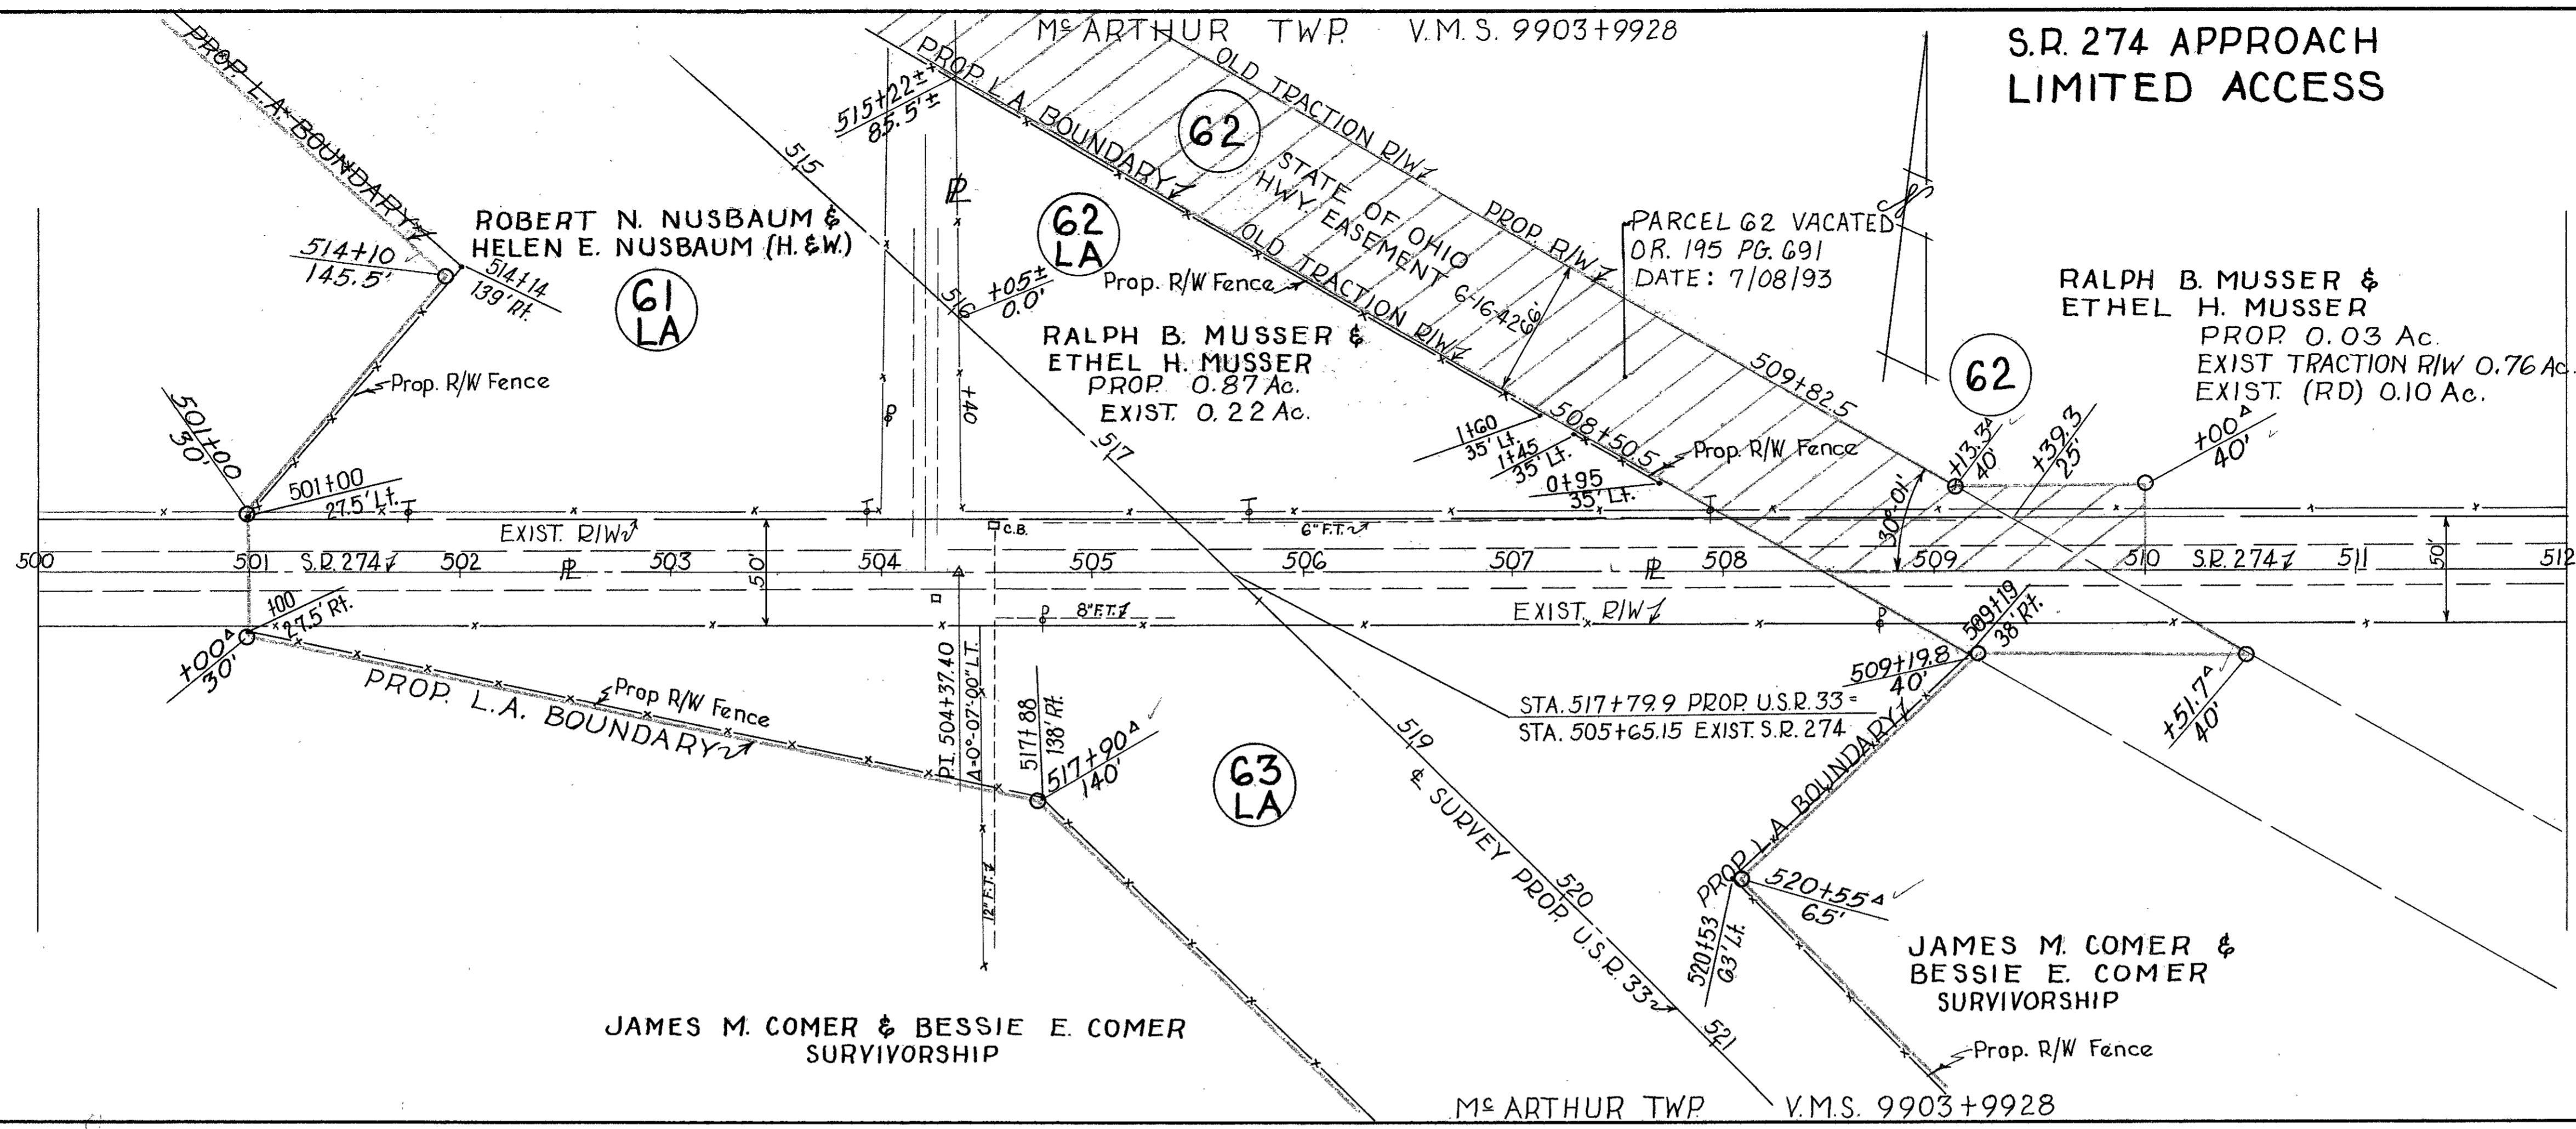 Mc ARTHUR TWP. V.M.S. 9903+9928
S.R. 274 APPROACH
LIMITED ACCESS
PROP. L.A. BOUNDARY
514+10
145.5'
514+14
139' Rt.
ROBERT N. NUSBAUM &
HELEN E. NUSBAUM (H. & W.)
61
LA
Prop. R/W Fence
501+00
30'
501+00
27.5' Lt.
515
515+22±
85.5'±
PROP. L.A. BOUNDARY
OLD TRACTION R/W
62
STATE OF OHIO
HWY. EASEMENT 6-16-42
OLD TRACTION R/W
PROP. R/W
66'
PL
62
LA
516
+05±
0.0'
Prop. R/W Fence
RALPH B. MUSSER &
ETHEL H. MUSSER
PROP. 0.87 Ac.
EXIST. 0.22 Ac.
+40
P
517
PARCEL 62 VACATED
OR. 195 PG. 691
DATE: 7/08/93
RALPH B. MUSSER &
ETHEL H. MUSSER
PROP. 0.03 Ac.
EXIST TRACTION R/W 0.76 Ac.
EXIST. (RD) 0.10 Ac.
62
509+82.5
508+50.5
1+60
35' Lt.
1+45
35' Lt.
0+95
35' Lt.
Prop. R/W Fence
+13.3
40'
+39.3
25'
+00
40'
30°-01'
T T T T
EXIST. R/W
C.B.
6" F.T.
500 501 S.R. 274 502 PL 503 504 505 506 507 PL 508 509 510 S.R. 274 511 512
50'
50'
+00
27.5' Rt.
+00
30'
P
8" F.T.
EXIST. R/W
P
PROP. L.A. BOUNDARY
Prop R/W Fence
P.I. 504+37.40
Δ=0°-07'-00" LT.
517+88
138' Rt.
517+90
140'
12" F.T.
63
LA
STA. 517+79.9 PROP. U.S.R. 33 =
STA. 505+65.15 EXIST. S.R. 274
509+19
38' Rt.
509+19.8
40'
+51.7
40'
519
520
521
℄ SURVEY PROP. U.S.R. 33
PROP. L.A. BOUNDARY
520+55
65'
520+53
63' Lt.
JAMES M. COMER &
BESSIE E. COMER
SURVIVORSHIP
Prop. R/W Fence
JAMES M. COMER & BESSIE E. COMER
SURVIVORSHIP
Mc ARTHUR TWP. V.M.S. 9903+9928